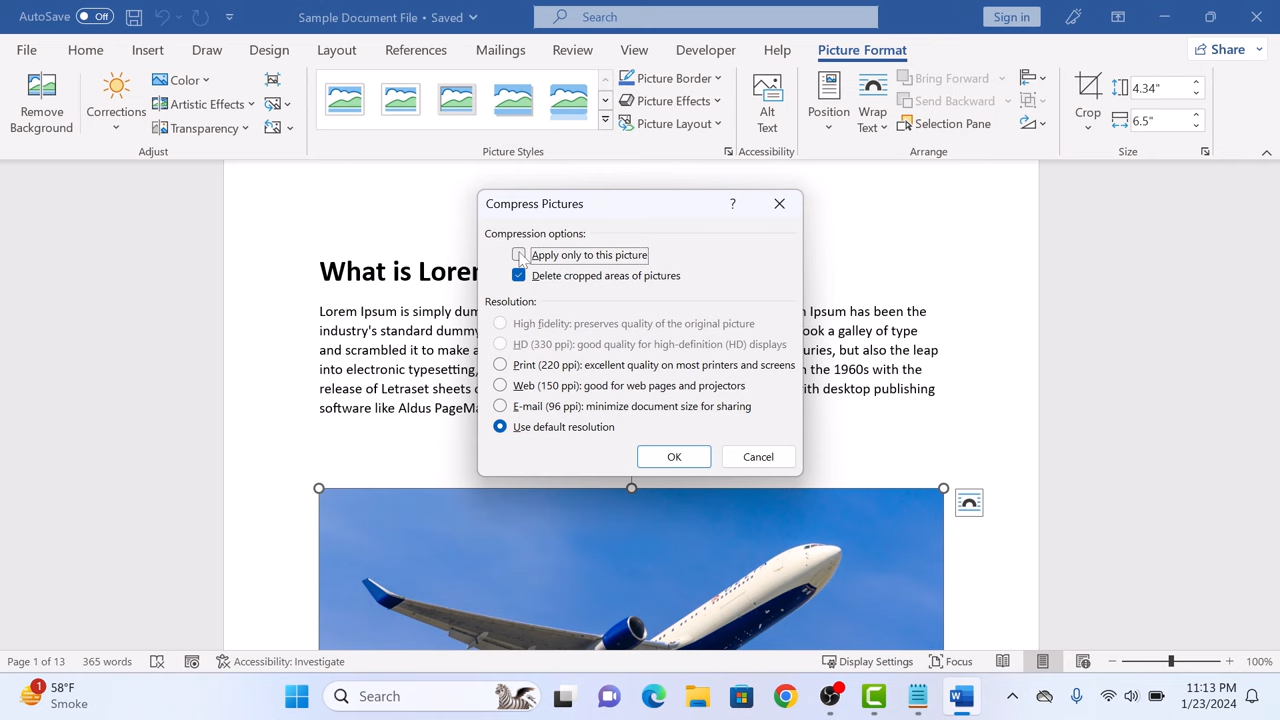 AutoSave Off Sample Document File • Saved Search Sign in
File Home Insert Draw Design Layout References Mailings Review View Developer Help Picture Format Share
Remove Background
Corrections
Color
Artistic Effects
Transparency
Adjust
Picture Styles
Picture Border
Picture Effects
Picture Layout
Alt Text
Accessibility
Position
Wrap Text
Bring Forward
Send Backward
Selection Pane
Arrange
Crop
4.34"
6.5"
Size
Compress Pictures ?
Compression options:
Apply only to this picture
Delete cropped areas of pictures
Resolution:
High fidelity: preserves quality of the original picture
HD (330 ppi): good quality for high-definition (HD) displays
Print (220 ppi): excellent quality on most printers and screens
Web (150 ppi): good for web pages and projectors
E-mail (96 ppi): minimize document size for sharing
Use default resolution
OK Cancel
What is Lorem
Lorem Ipsum is simply Ipsum has been the
industry's standard dummy ook a galley of type
and scrambled it to make a uries, but also the leap
into electronic typesetting, the 1960s with the
release of Letraset sheets ith desktop publishing
software like Aldus PageMa
Page 1 of 13 365 words Accessibility: Investigate Display Settings Focus 100%
1
58°F
Smoke
Search
11:13 PM
1/23/2024